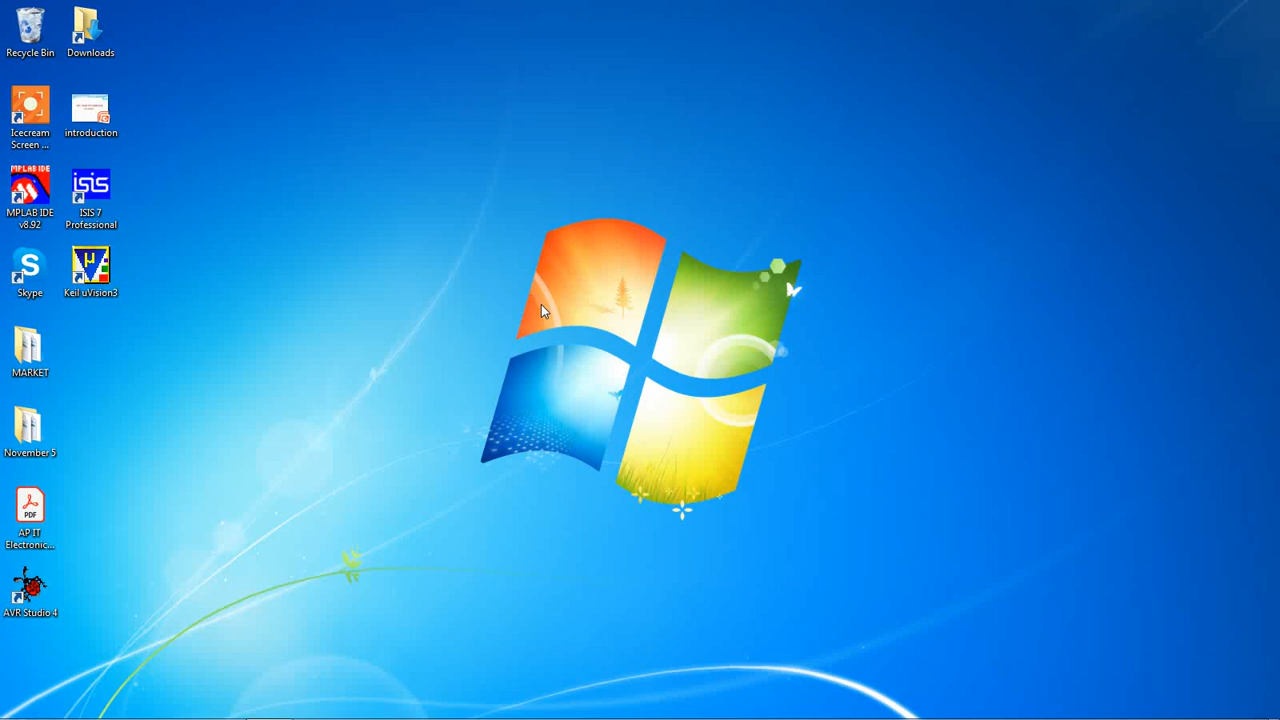 Recycle Bin
Downloads
Icecream
Screen ...
introduction
MPLAB IDE
MPLAB IDE
v8.92
isis
ISIS 7
Professional
S
Skype
µ
V
Keil uVision3
MARKET
November 5
PDF
AP IT
Electronic...
AVR Studio 4